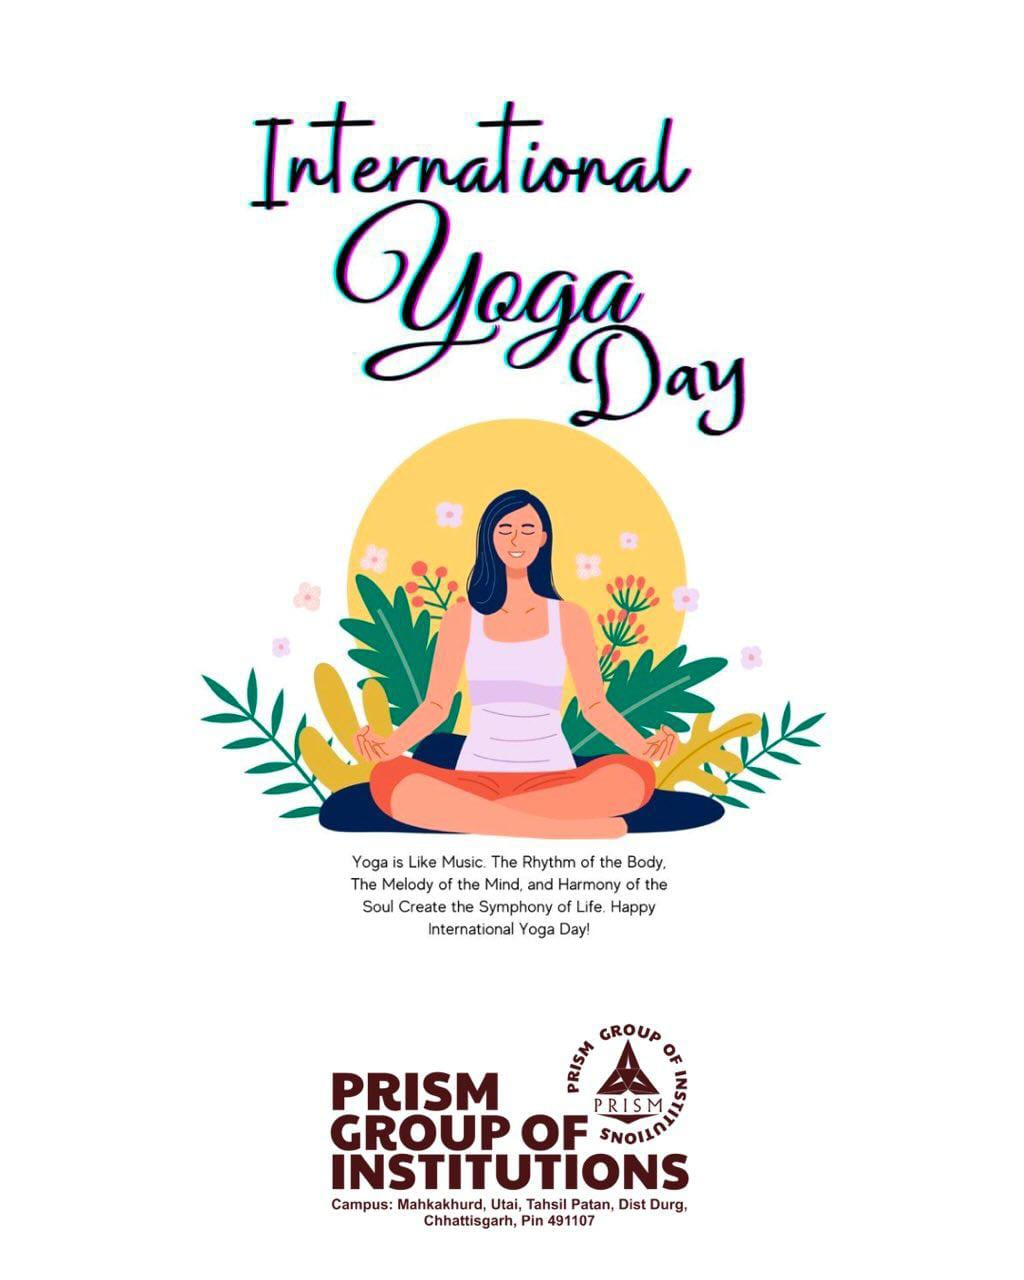 International
Yoga
Day
Yoga is Like Music. The Rhythm of the Body,
The Melody of the Mind, and Harmony of the
Soul Create the Symphony of Life. Happy
International Yoga Day!
PRISM GROUP OF INSTITUTIONS
PRISM
PRISM
GROUP OF
INSTITUTIONS
Campus: Mahkakhurd, Utai, Tahsil Patan, Dist Durg,
Chhattisgarh, Pin 491107